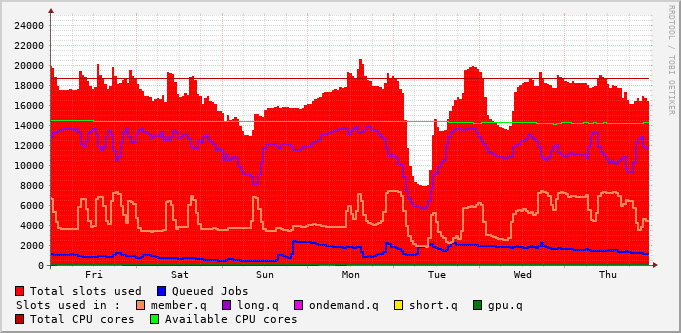 RRDTOOL / TOBI OETIKER
24000
22000
20000
18000
16000
14000
12000
10000
8000
6000
4000
2000
0
Fri Sat Sun Mon Tue Wed Thu
Total slots used Queued Jobs
Slots used in : member.q long.q ondemand.q short.q gpu.q
Total CPU cores Available CPU cores